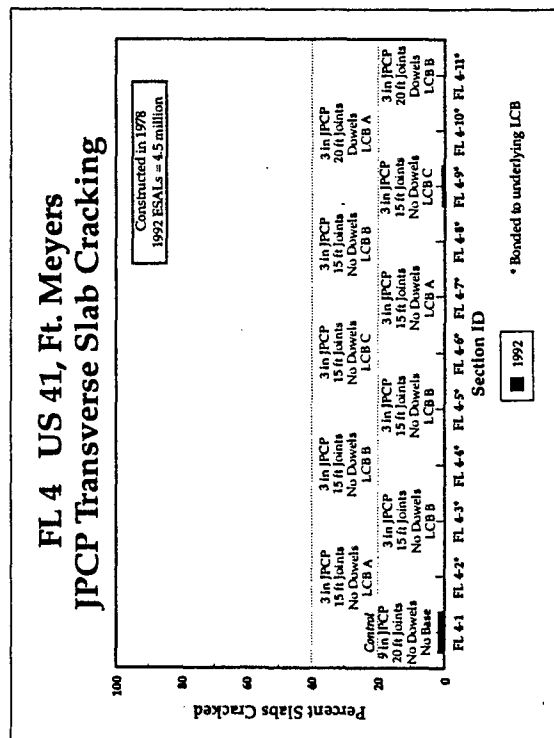 FL 4 US 41, Ft. Meyers
JPCP Transverse Slab Cracking
Constructed in 1978
1992 ESALs = 4.5 million
Percent Slabs Cracked
100
80
60
40
20
0
Control
9 in JPCP
20 ft Joints
No Dowels
No Base
3 in JPCP
15 ft Joints
No Dowels
LCB A
3 in JPCP
15 ft Joints
No Dowels
LCB B
3 in JPCP
15 ft Joints
No Dowels
LCB B
3 in JPCP
15 ft Joints
No Dowels
LCB B
3 in JPCP
15 ft Joints
No Dowels
LCB C
3 in JPCP
15 ft Joints
No Dowels
LCB A
3 in JPCP
15 ft Joints
No Dowels
LCB B
3 in JPCP
15 ft Joints
No Dowels
LCB C
3 in JPCP
20 ft Joints
Dowels
LCB A
3 in JPCP
20 ft Joints
Dowels
LCB B
FL 4-1 FL 4-2* FL 4-3* FL 4-4* FL 4-5* FL 4-6* FL 4-7* FL 4-8* FL 4-9* FL 4-10* FL 4-11*
Section ID
1992
* Bonded to underlying LCB